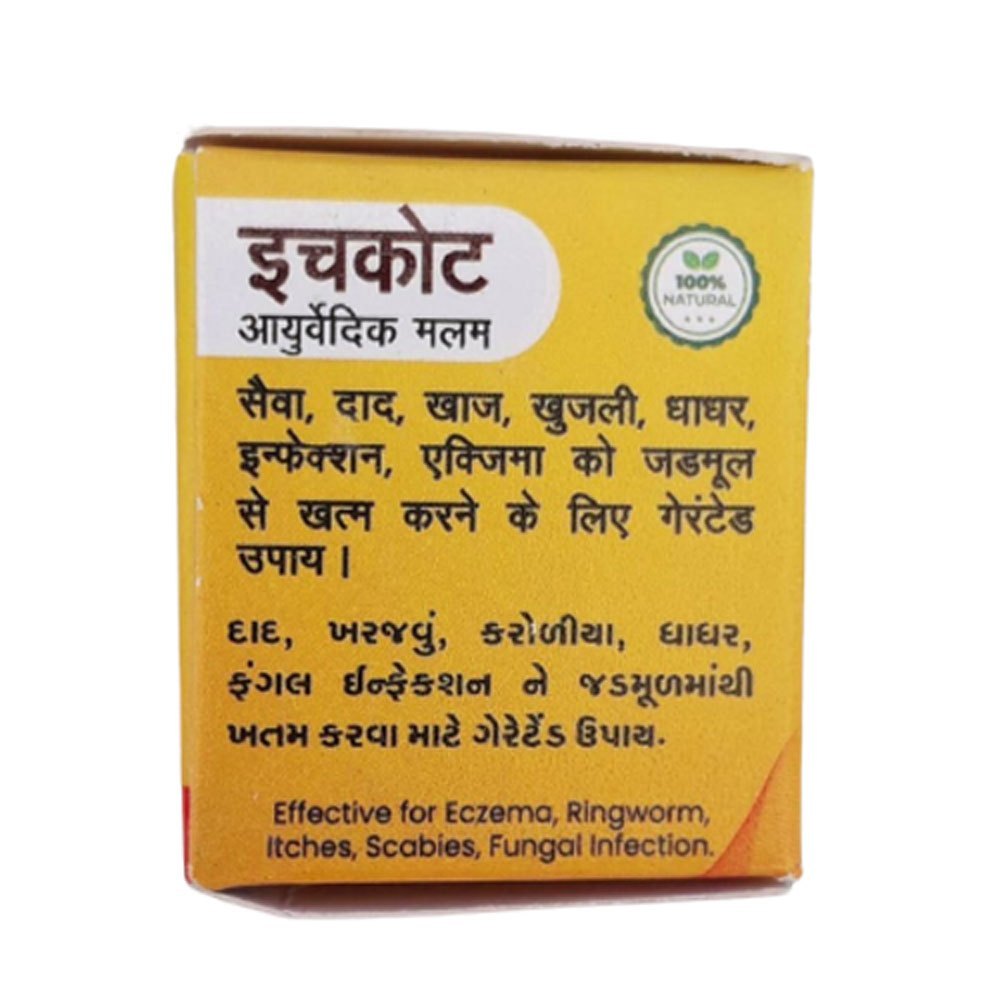 इचकोट
आयुर्वेदिक मलम
100%
NATURAL
सैवा, दाद, खाज, खुजली, धाधर,
इन्फेक्शन, एक्जिमा को जडमूल
से खत्म करने के लिए गेरंटेड
उपाय।
દાદ, ખરજવું, કરોળીયા, ધાધર,
ફંગલ ઈન્ફેકશન ને જડમૂળમાંથી
ખતમ કરવા માટે ગેરેટેંડ ઉપાય.
Effective for Eczema, Ringworm,
Itches, Scabies, Fungal Infection.